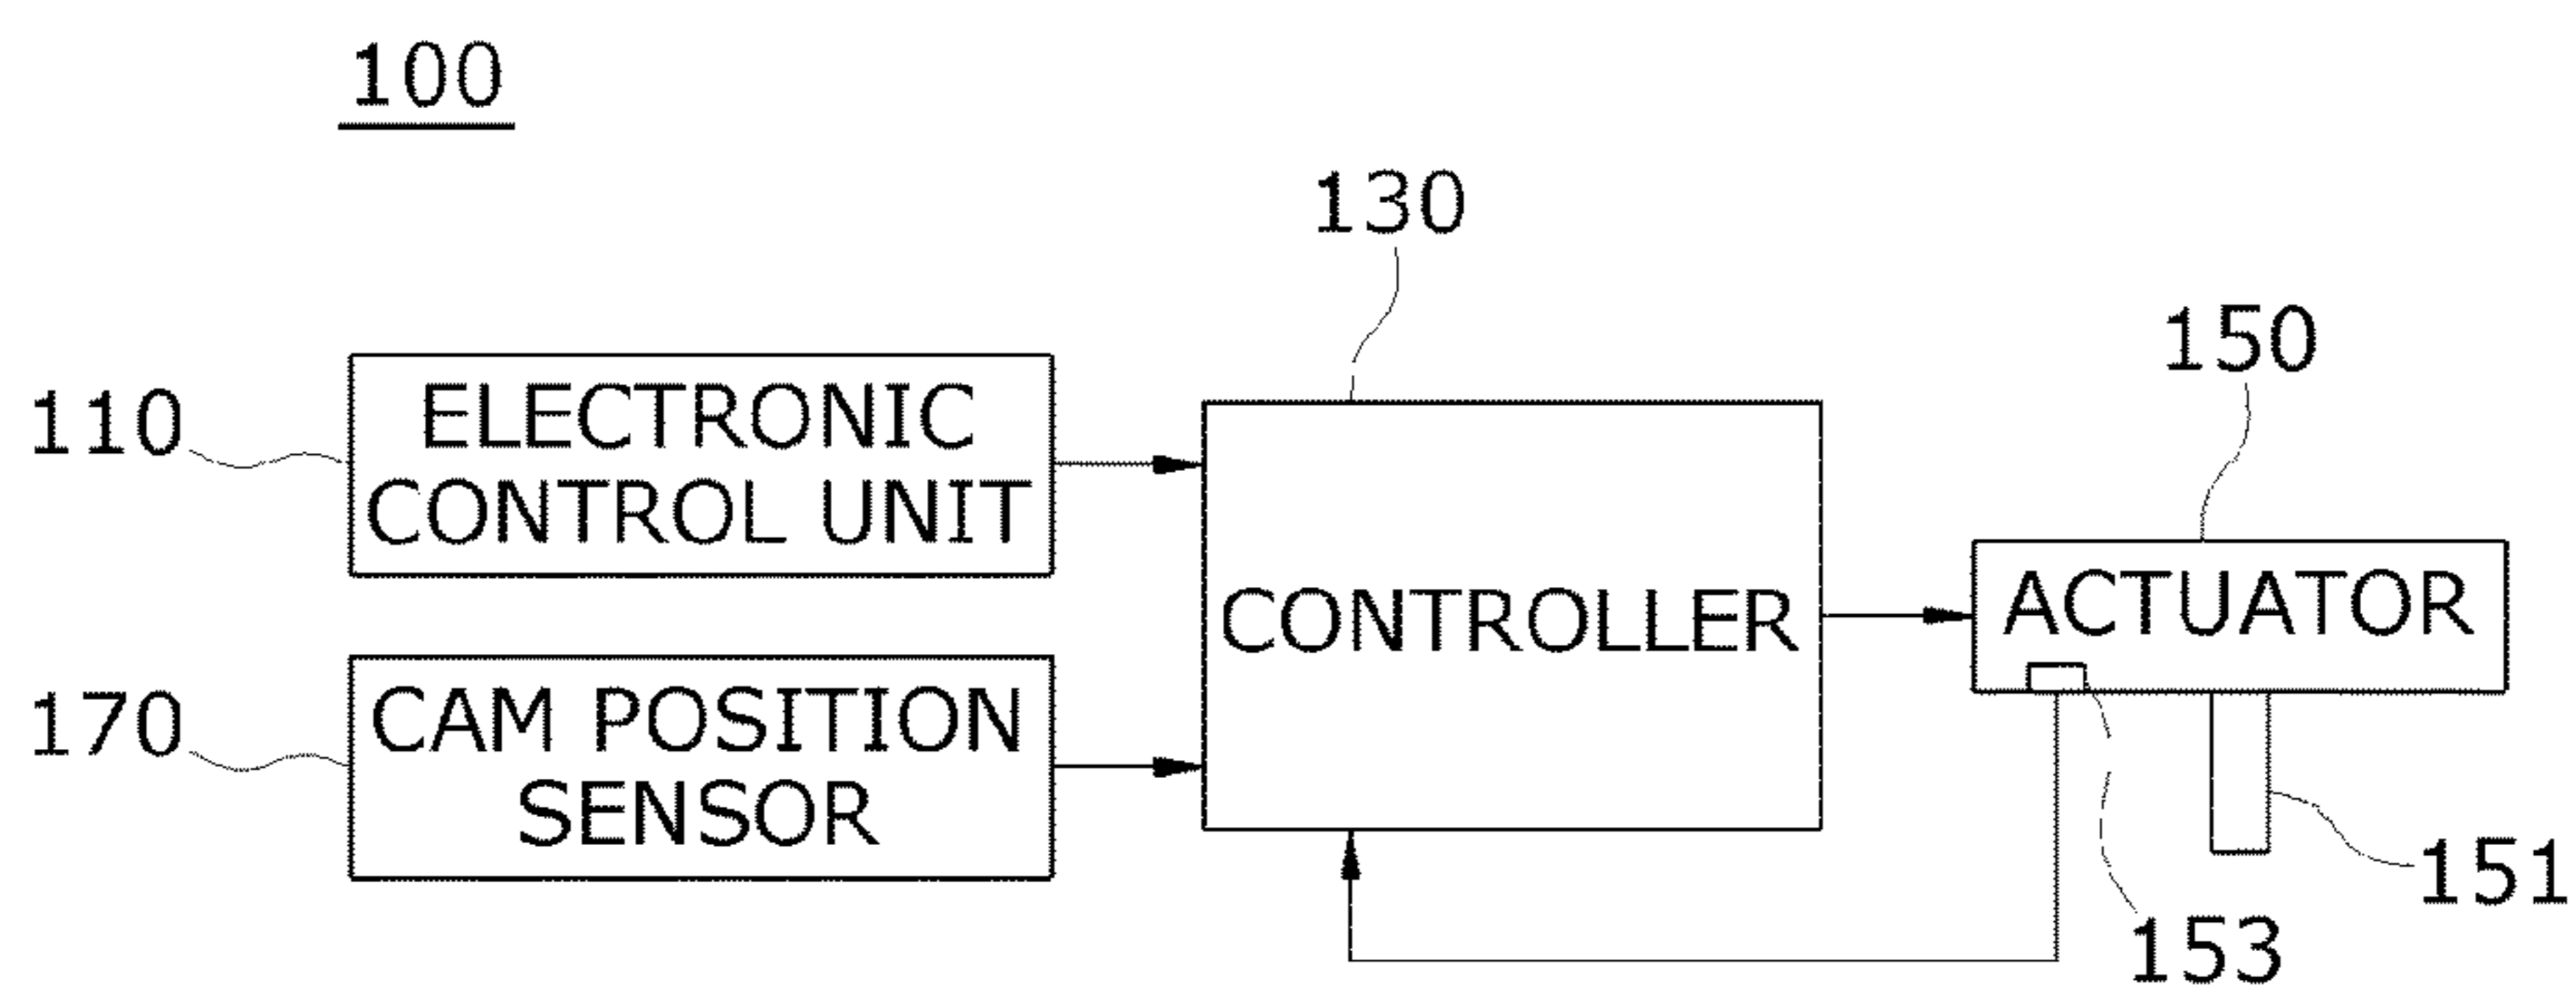 100
130
150
110
ELECTRONIC
CONTROL UNIT
CONTROLLER
ACTUATOR
170
CAM POSITION
SENSOR
151
153